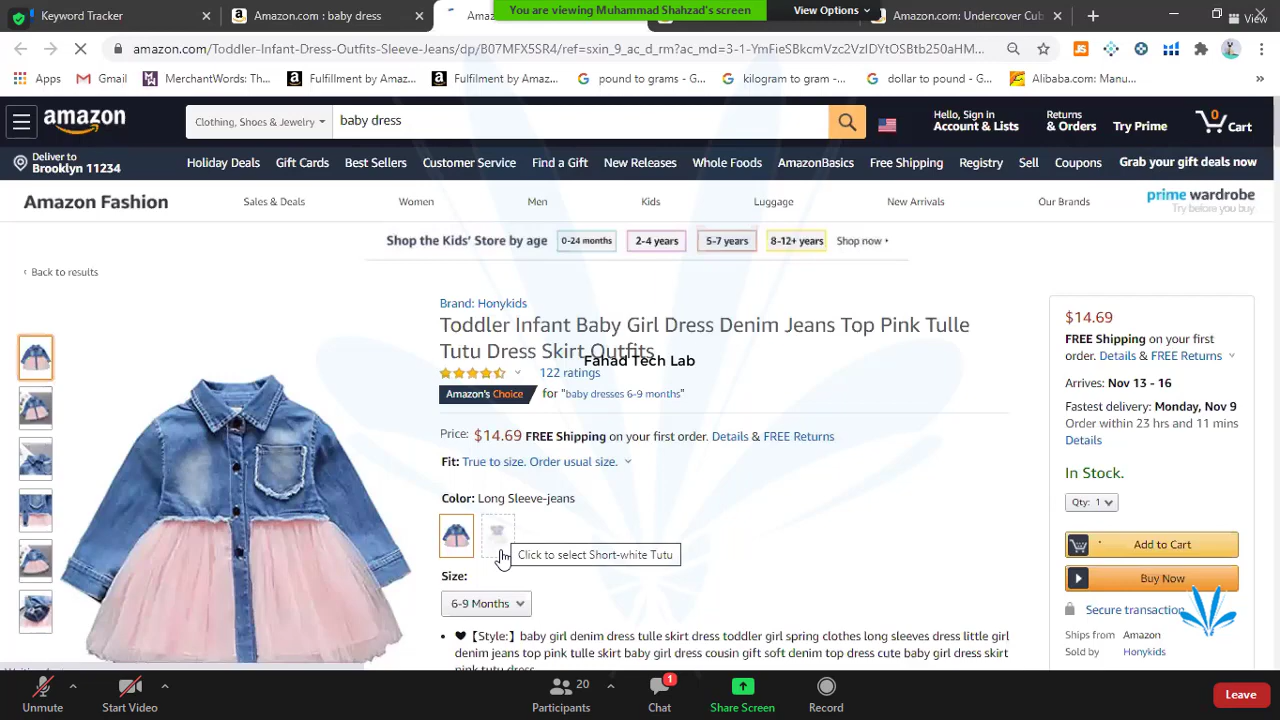 You are viewing Muhammad Shahzad's screen
View Options
View
Keyword Tracker
Amazon.com : baby dress
Amazon.com: Undercover Cub
amazon.com/Toddler-Infant-Dress-Outfits-Sleeve-Jeans/dp/B07MFX5SR4/ref=sxin_9_ac_d_rm?ac_md=3-1-YmFieSBkcmVzc2VzIDYtOSBtb250aHM...
Apps
Gmail
MerchantWords: Th...
Fulfillment by Amaz...
Fulfilment by Amaz...
pound to grams - G...
kilogram to gram -...
dollar to pound - G...
Alibaba.com: Manu...
amazon
Clothing, Shoes & Jewelry
baby dress
Hello, Sign in
Account & Lists
Returns
& Orders
Try Prime
0
Cart
Deliver to
Brooklyn 11234
Holiday Deals
Gift Cards
Best Sellers
Customer Service
Find a Gift
New Releases
Whole Foods
AmazonBasics
Free Shipping
Registry
Sell
Coupons
Grab your gift deals now
Amazon Fashion
Sales & Deals
Women
Men
Kids
Luggage
New Arrivals
Our Brands
prime wardrobe
Try before you buy
Shop the Kids' Store by age
0-24 months
2-4 years
5-7 years
8-12+ years
Shop now
‹ Back to results
Brand: Honykids
Toddler Infant Baby Girl Dress Denim Jeans Top Pink Tulle
Tutu Dress Skirt Outfits
Fahad Tech Lab
122 ratings
Amazon's Choice
for "baby dresses 6-9 months"
Price: $14.69 FREE Shipping on your first order. Details & FREE Returns
Fit: True to size. Order usual size.
Color: Long Sleeve-jeans
Click to select Short-white Tutu
Size:
6-9 Months
• ♥【Style:】baby girl denim dress tulle skirt dress toddler girl spring clothes long sleeves dress little girl
denim jeans top pink tulle skirt baby girl dress cousin gift soft denim top dress cute baby girl dress skirt
pink tutu dress
$14.69
FREE Shipping on your first
order. Details & FREE Returns
Arrives: Nov 13 - 16
Fastest delivery: Monday, Nov 9
Order within 23 hrs and 11 mins
Details
In Stock.
Qty: 1
Add to Cart
Buy Now
Secure transaction
Ships from Amazon
Sold by Honykids
Unmute
Start Video
20
Participants
1
Chat
Share Screen
Record
Leave